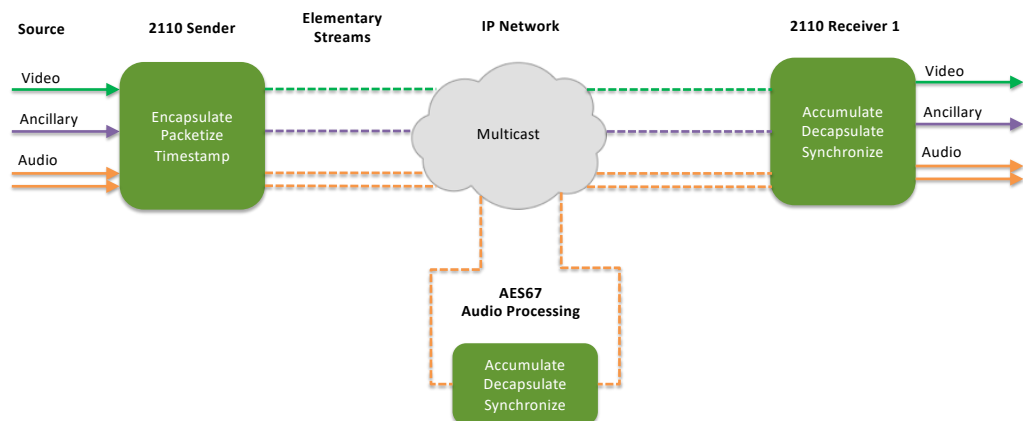 Source
2110 Sender
Elementary
Streams
IP Network
2110 Receiver 1
Video
Ancillary
Audio
Encapsulate
Packetize
Timestamp
Multicast
Accumulate
Decapsulate
Synchronize
Video
Ancillary
Audio
AES67
Audio Processing
Accumulate
Decapsulate
Synchronize